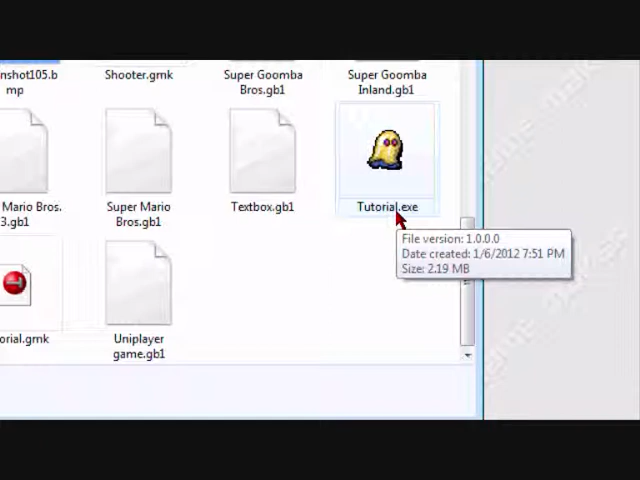 nshot105.b
mp
Shooter.gmk
Super Goomba
Bros.gb1
Super Goomba
Inland.gb1
Mario Bros.
3.gb1
Super Mario
Bros.gb1
Textbox.gb1
Tutorial.exe
File version: 1.0.0.0
Date created: 1/6/2012 7:51 PM
Size: 2.19 MB
orial.gmk
Uniplayer
game.gb1